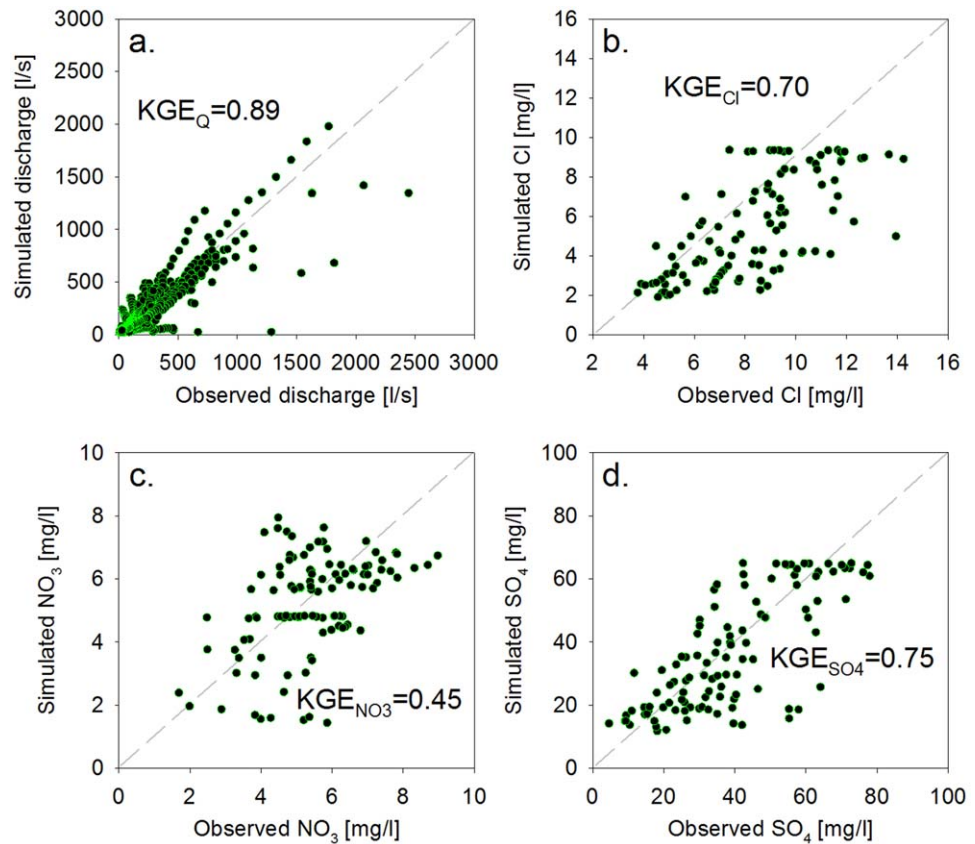 a.
KGE_Q=0.89
3000
2500
2000
1500
1000
500
0
0 500 1000 1500 2000 2500 3000
Simulated discharge [l/s]
Observed discharge [l/s]
b.
KGE_Cl=0.70
16
14
12
10
8
6
4
2
0
2 4 6 8 10 12 14 16
Simulated Cl [mg/l]
Observed Cl [mg/l]
c.
KGE_NO3=0.45
10
8
6
4
2
0
0 2 4 6 8 10
Simulated NO₃ [mg/l]
Observed NO₃ [mg/l]
d.
KGE_SO4=0.75
100
80
60
40
20
0
0 20 40 60 80 100
Simulated SO₄ [mg/l]
Observed SO₄ [mg/l]